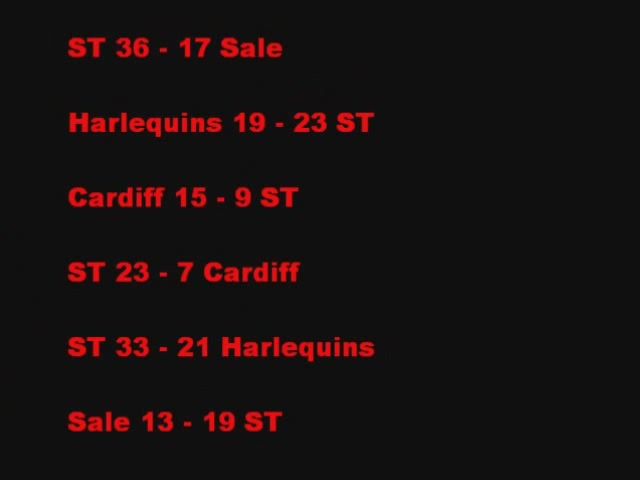 ST 36 - 17 Sale
Harlequins 19 - 23 ST
Cardiff 15 - 9 ST
ST 23 - 7 Cardiff
ST 33 - 21 Harlequins
Sale 13 - 19 ST